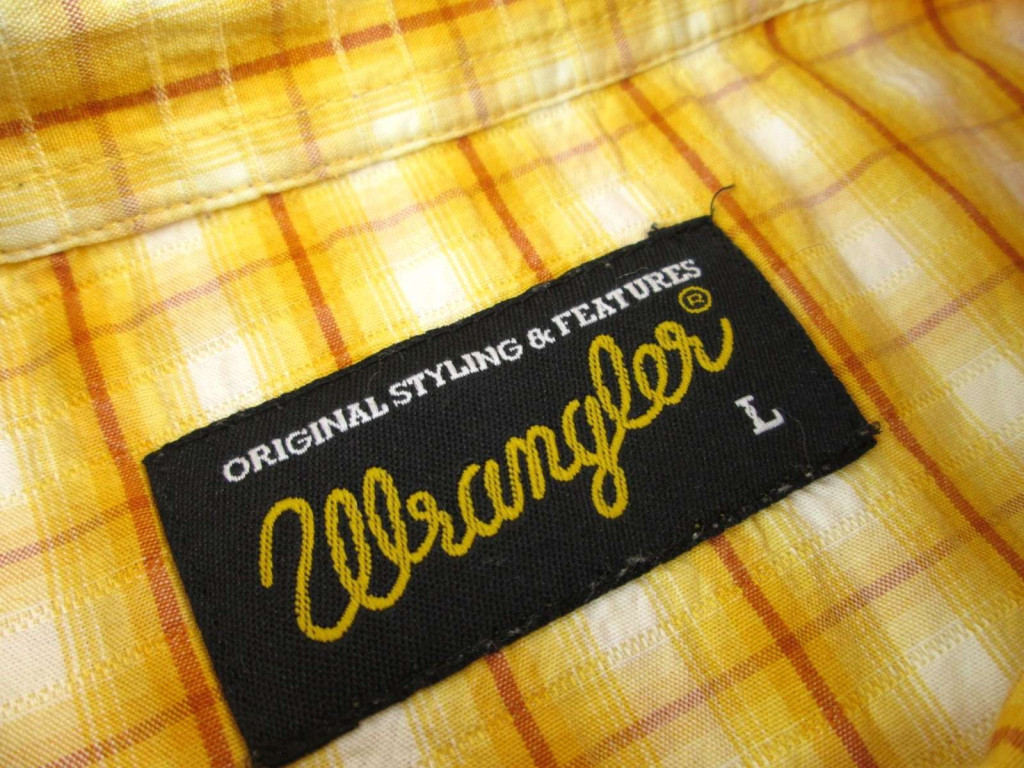 ORIGINAL STYLING & FEATURES
Wrangler®
L